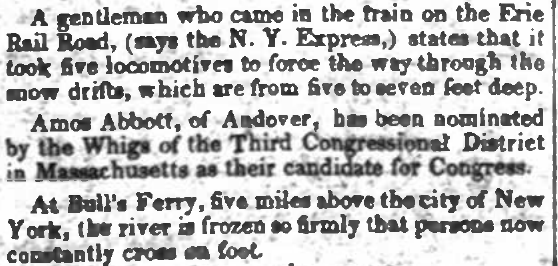 A gentleman who came in the train on the Erie
Rail Road, (says the N. Y. Express,) states that it
took five locomotives to force the way through the
snow drifts, which are from five to seven feet deep.
Amos Abbott, of Andover, has been nominated
by the Whigs of the Third Congressional District
in Massachusetts as their candidate for Congress.
At Bull's Ferry, five miles above the city of New
York, the river is frozen so firmly that persons now
constantly cross on foot.